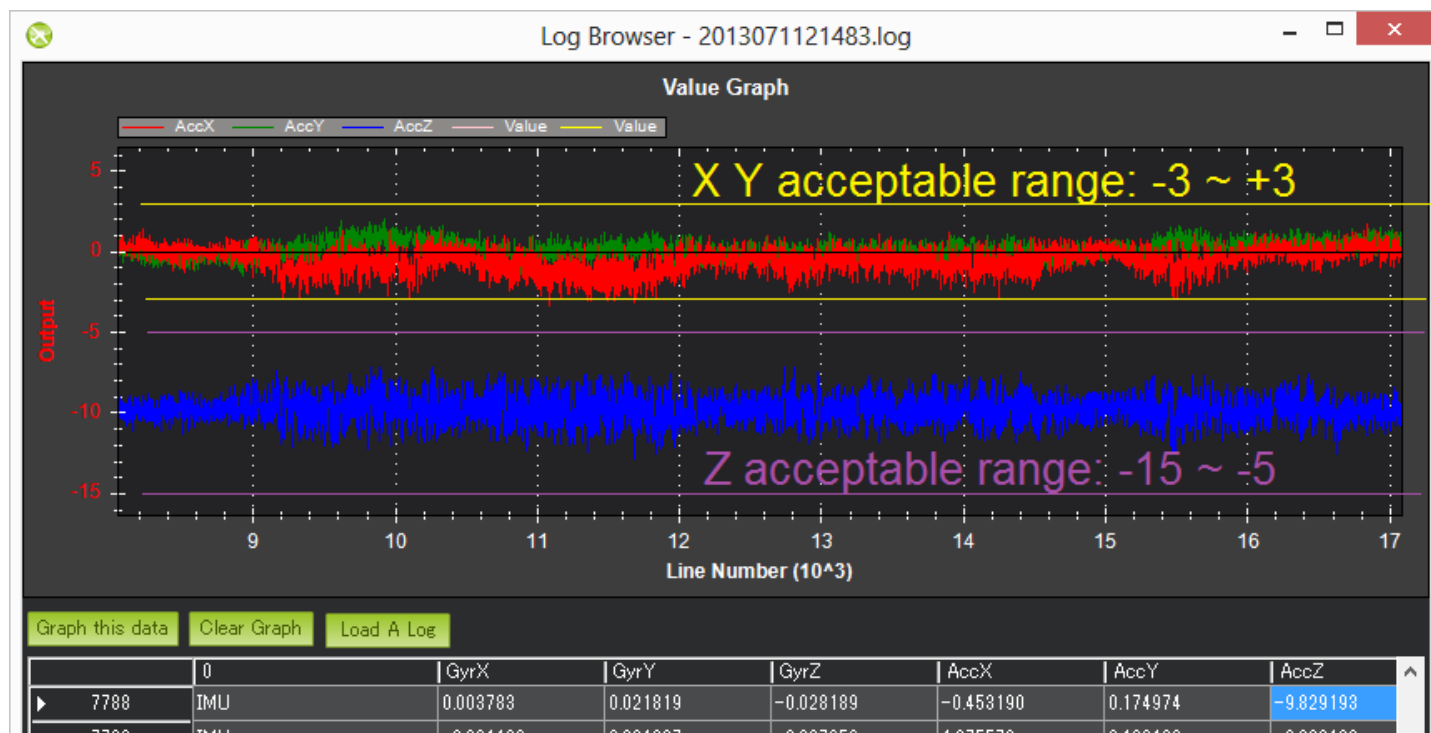 Log Browser - 2013071121483.log
Value Graph
AccX AccY AccZ Value Value
X Y acceptable range: -3 ~ +3
5
0
-5
-10
-15
Output
Z acceptable range: -15 ~ -5
9 10 11 12 13 14 15 16 17
Line Number (10^3)
Graph this data Clear Graph Load A Log
0 GyrX GyrY GyrZ AccX AccY AccZ
7788 IMU 0.003783 0.021819 -0.028189 -0.453190 0.174974 -9.829193